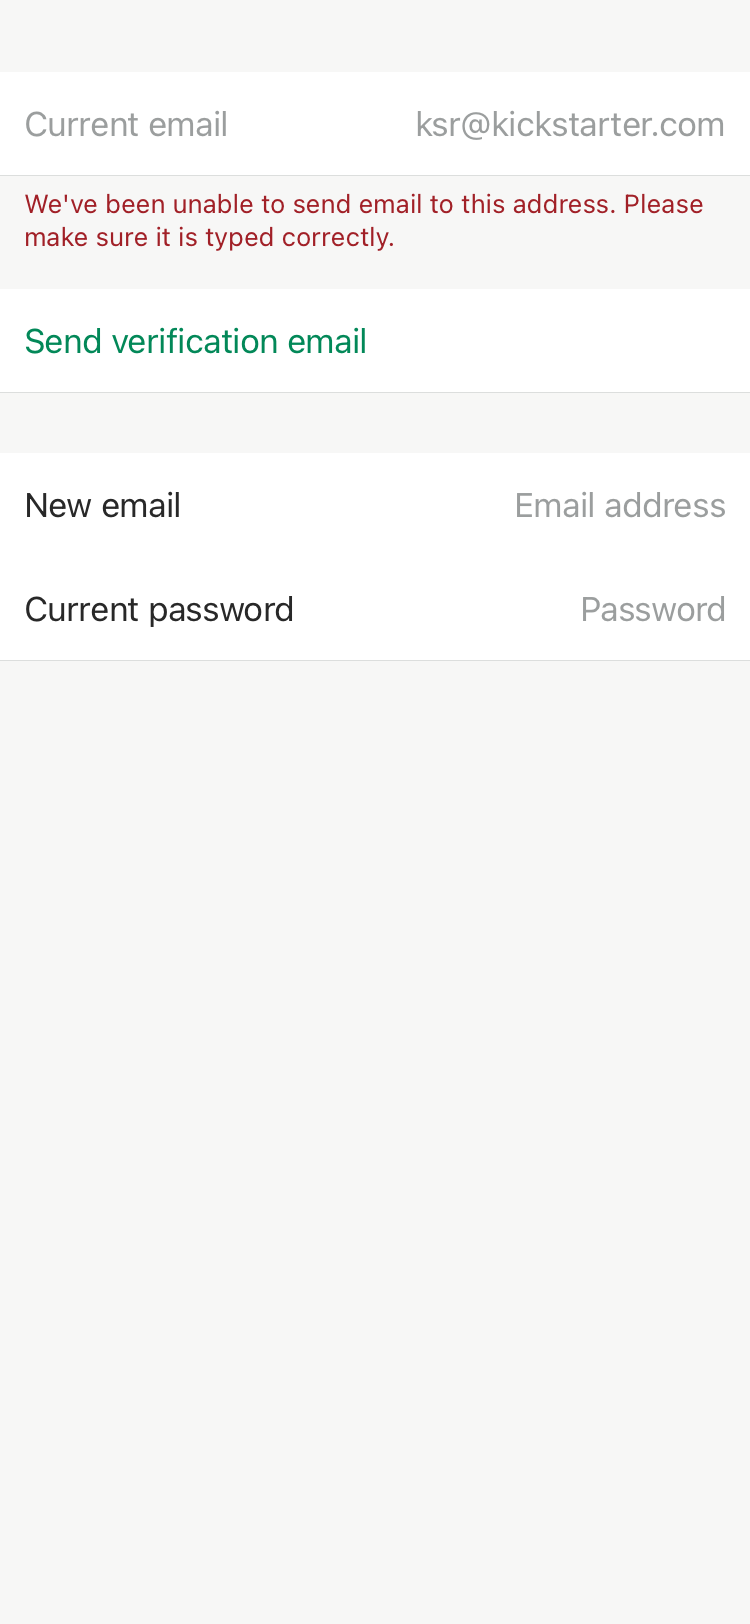 Current email ksr@kickstarter.com
We've been unable to send email to this address. Please
make sure it is typed correctly.
Send verification email
New email Email address
Current password Password